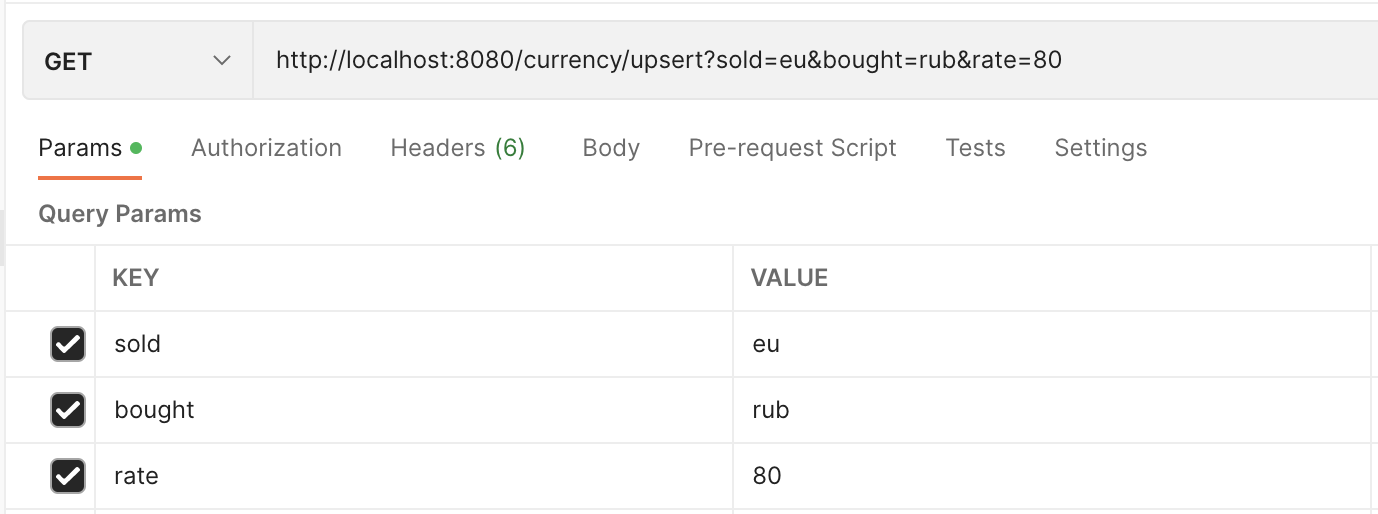 GET http://localhost:8080/currency/upsert?sold=eu&bought=rub&rate=80
Params Authorization Headers (6) Body Pre-request Script Tests Settings
Query Params
KEY VALUE
sold eu
bought rub
rate 80